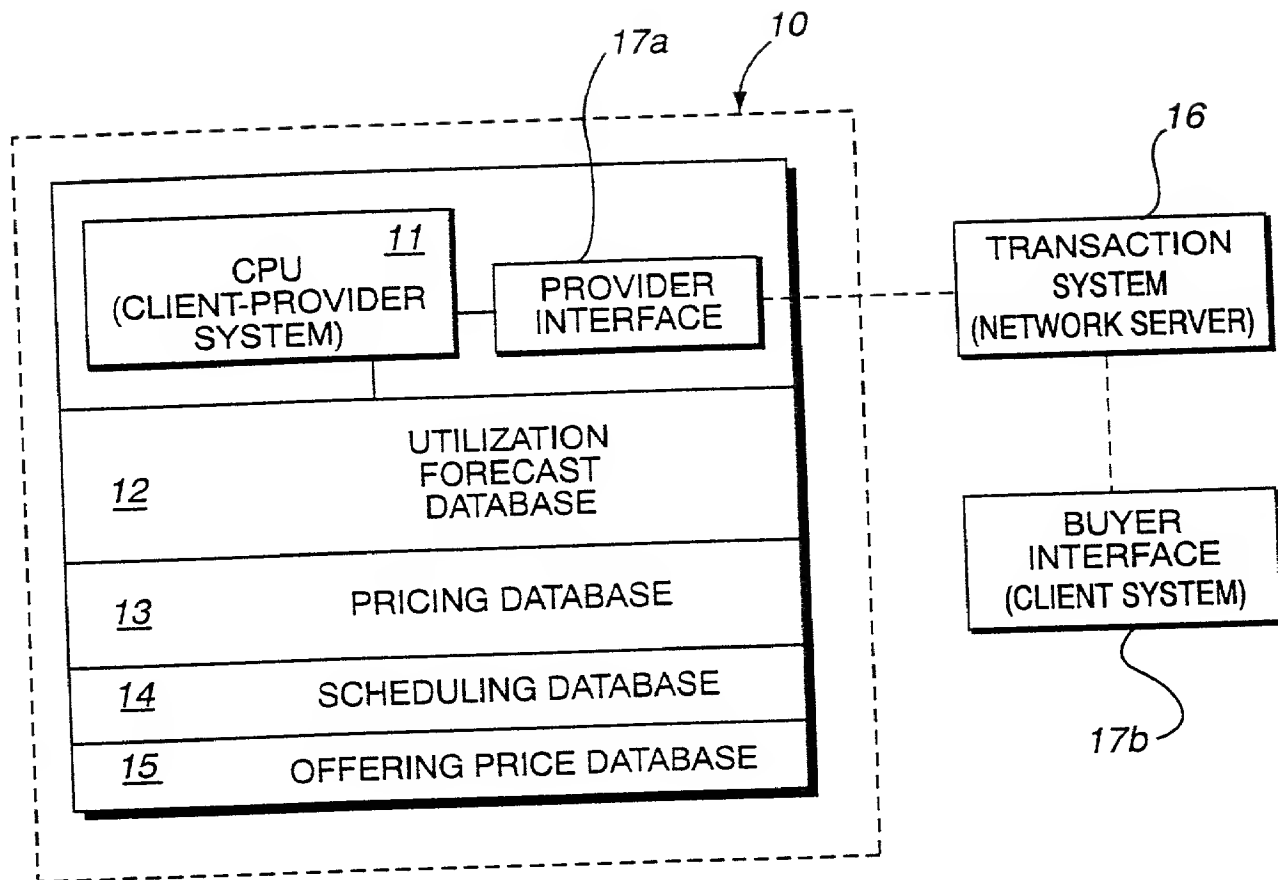 10
17a
16
11
CPU
(CLIENT-PROVIDER
SYSTEM)
PROVIDER
INTERFACE
TRANSACTION
SYSTEM
(NETWORK SERVER)
12
UTILIZATION
FORECAST
DATABASE
BUYER
INTERFACE
(CLIENT SYSTEM)
13
PRICING DATABASE
14
SCHEDULING DATABASE
17b
15
OFFERING PRICE DATABASE